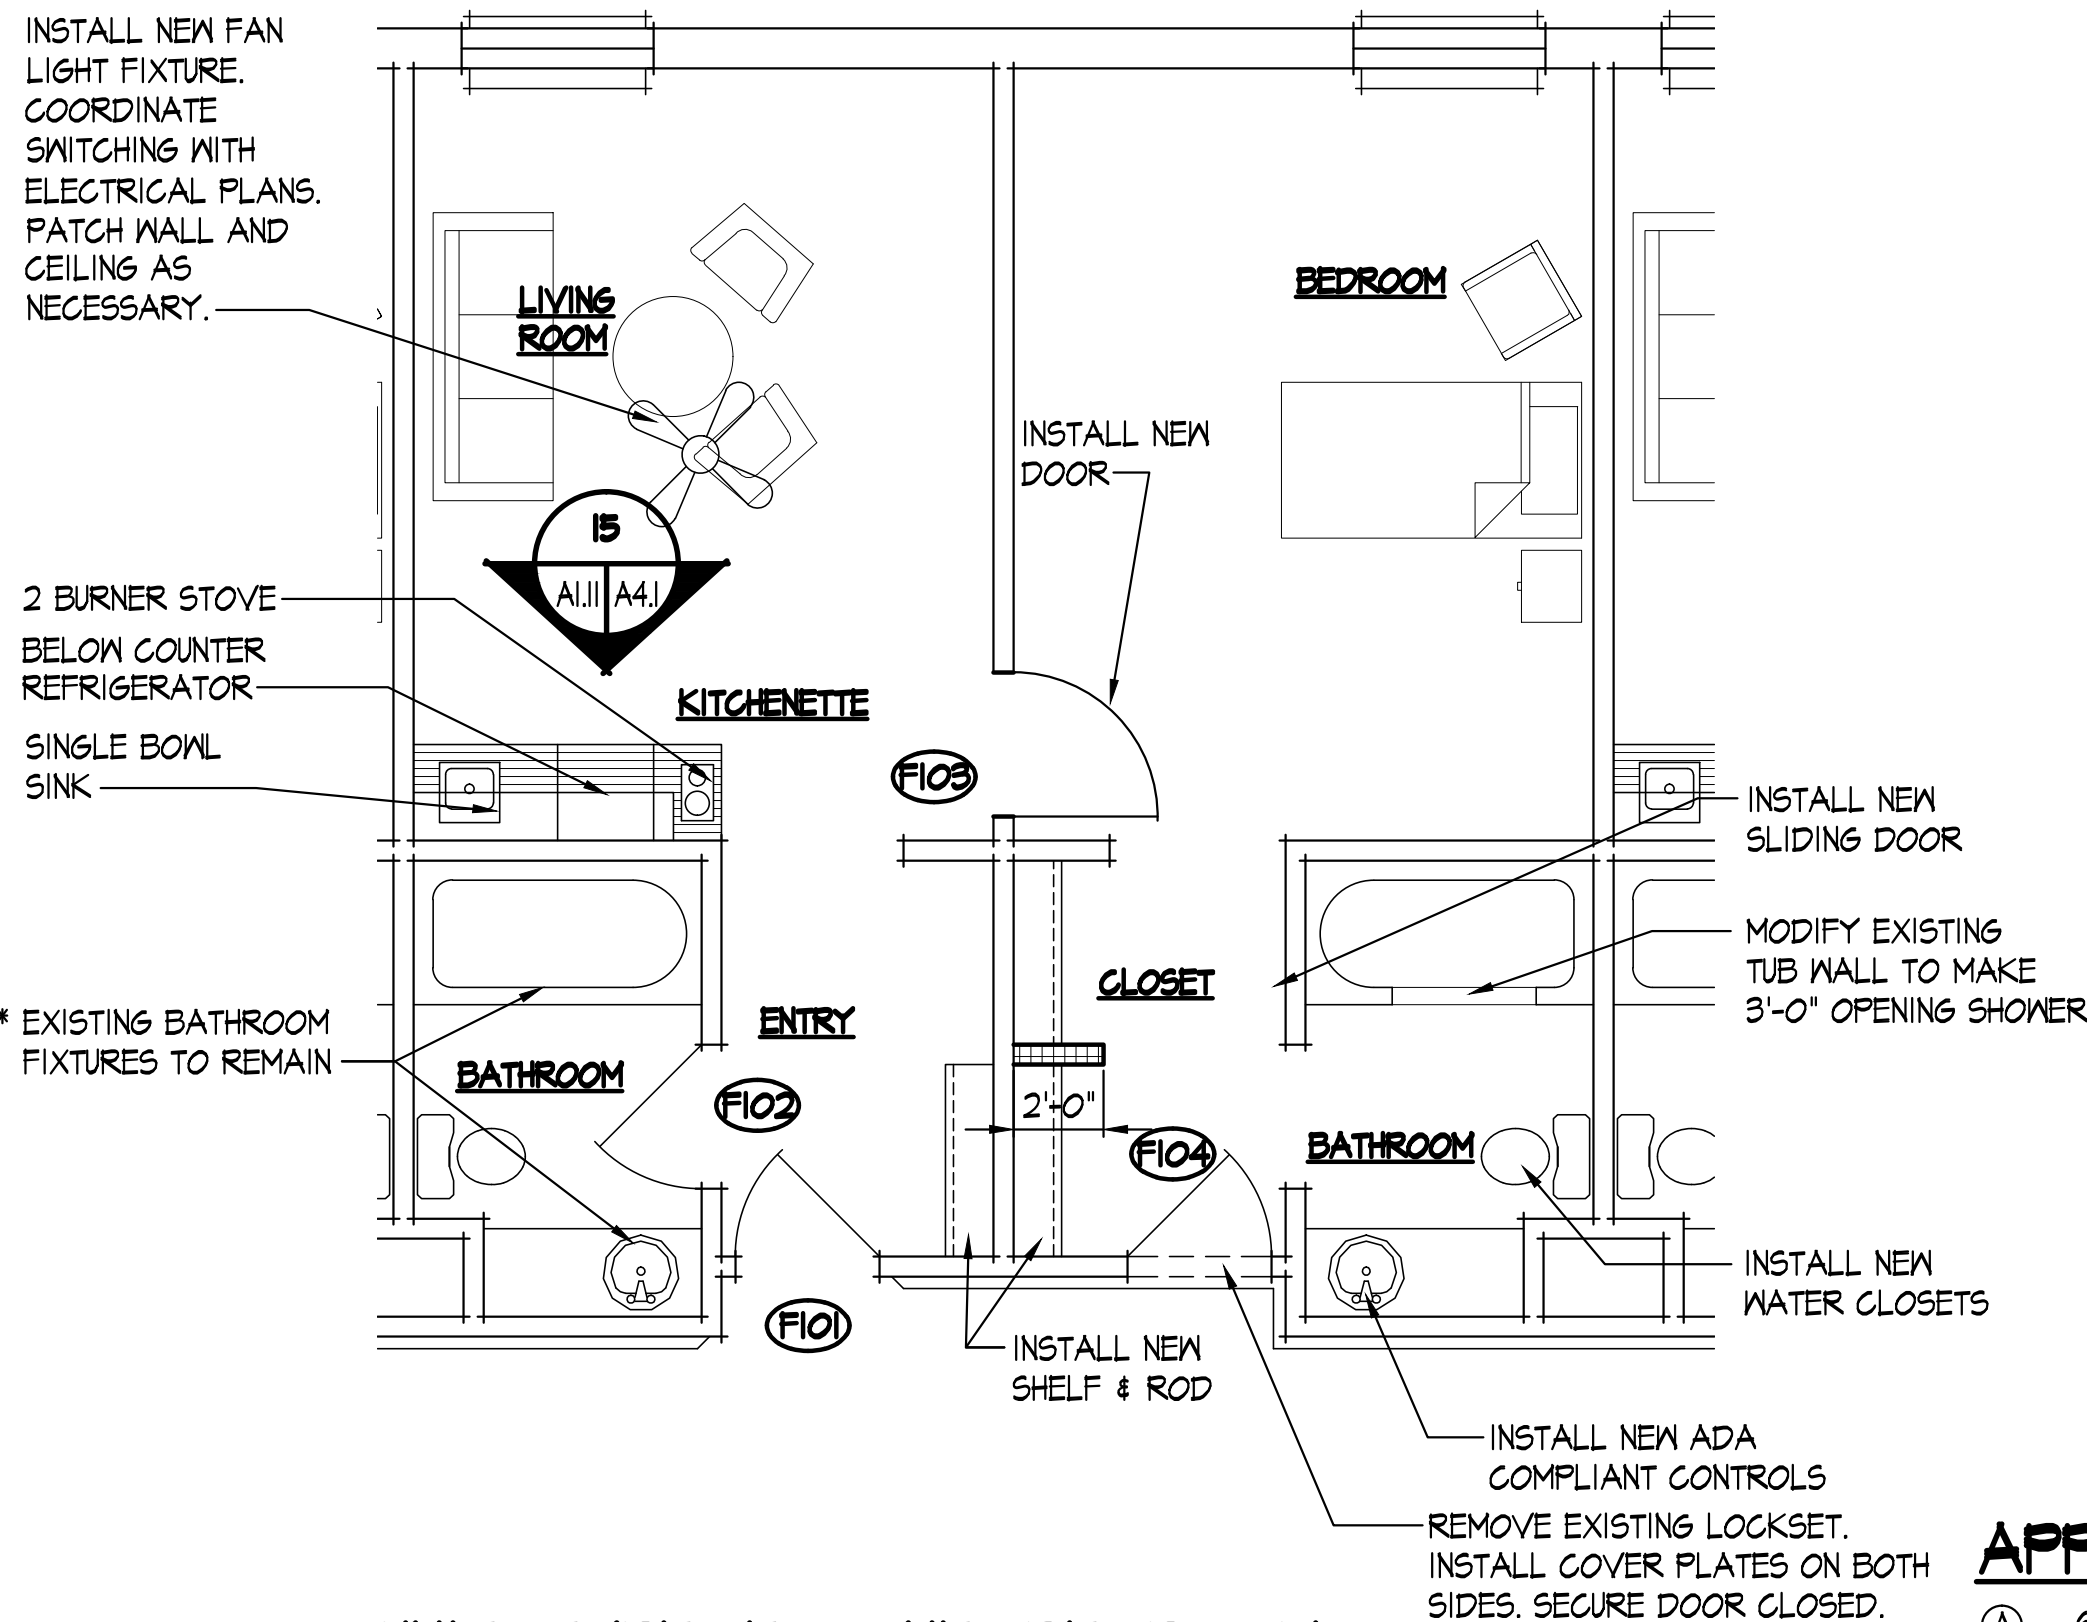 INSTALL NEW FAN
LIGHT FIXTURE.
COORDINATE
SWITCHING WITH
ELECTRICAL PLANS.
PATCH WALL AND
CEILING AS
NECESSARY.
LIVING
ROOM
BEDROOM
INSTALL NEW
DOOR
15
A1.11 A4.1
2 BURNER STOVE
BELOW COUNTER
REFRIGERATOR
SINGLE BOWL
SINK
KITCHENETTE
F103
INSTALL NEW
SLIDING DOOR
MODIFY EXISTING
TUB WALL TO MAKE
3'-0" OPENING SHOWER
CLOSET
ENTRY
* EXISTING BATHROOM
FIXTURES TO REMAIN
BATHROOM
F102
2'-0"
F104
BATHROOM
INSTALL NEW
WATER CLOSETS
F101
INSTALL NEW
SHELF & ROD
INSTALL NEW ADA
COMPLIANT CONTROLS
REMOVE EXISTING LOCKSET.
INSTALL COVER PLATES ON BOTH
SIDES. SECURE DOOR CLOSED.